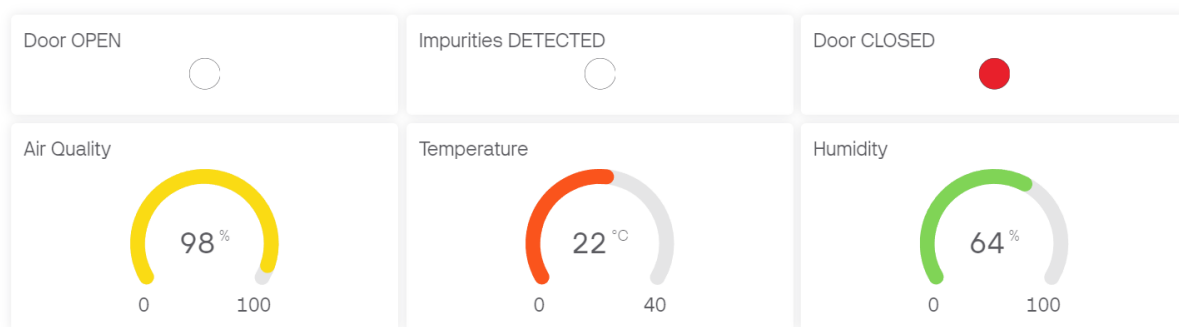 Door OPEN
Impurities DETECTED
Door CLOSED
Air Quality
98 %
0 100
Temperature
22 °C
0 40
Humidity
64 %
0 100